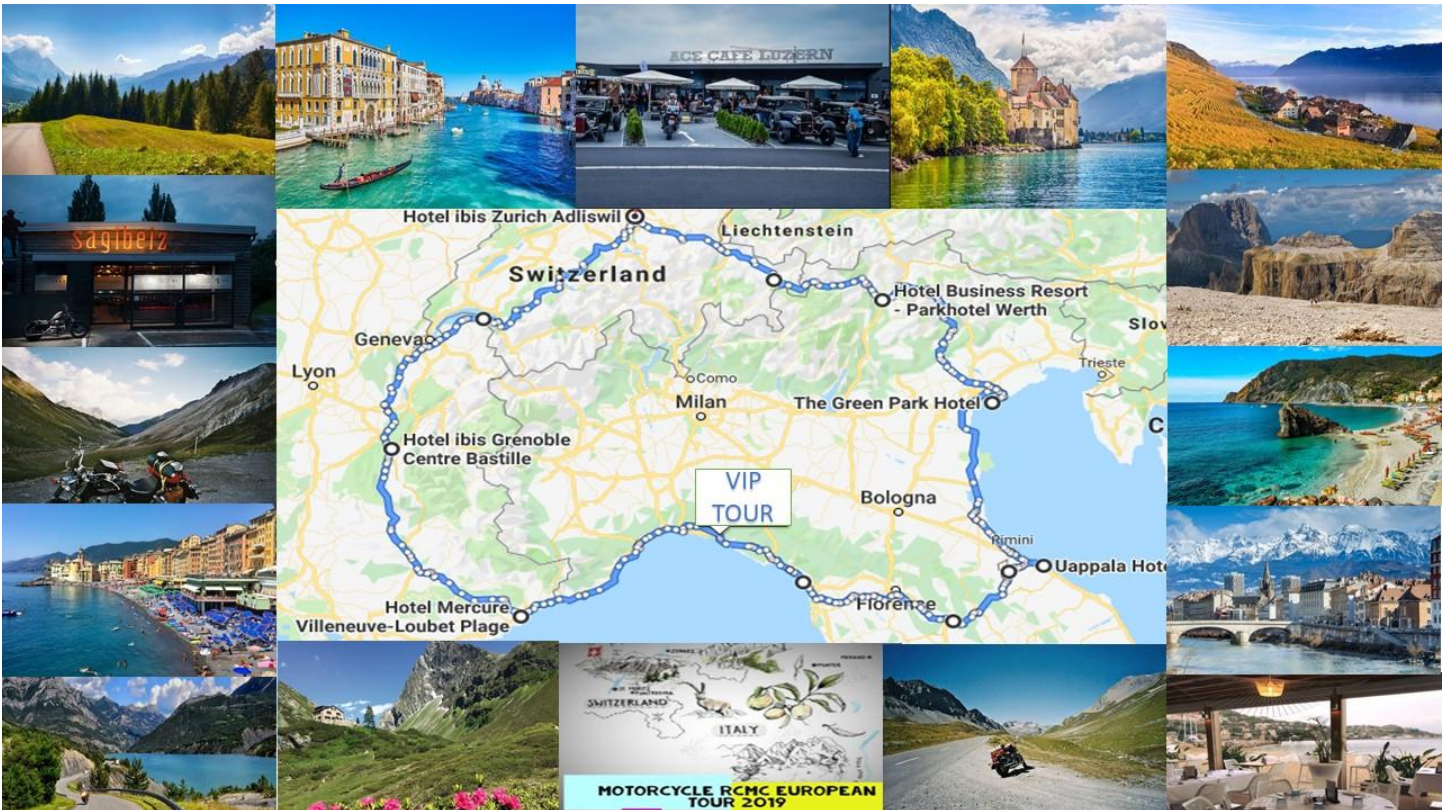 ACE CAFE LUZERN
sagibeiz
Hotel ibis Zurich Adliswil
Liechtenstein
Switzerland
Hotel Business Resort
- Parkhotel Werth
Geneva
Slov
Lyon
Trieste
Como
Milan
The Green Park Hotel
C
Hotel ibis Grenoble
Centre Bastille
VIP
TOUR
Bologna
Rimini
Uappala Hote
Florence
Hotel Mercure
Villeneuve-Loubet Plage
SWITZERLAND
ITALY
MOTORCYCLE RCMC EUROPEAN
TOUR 2019